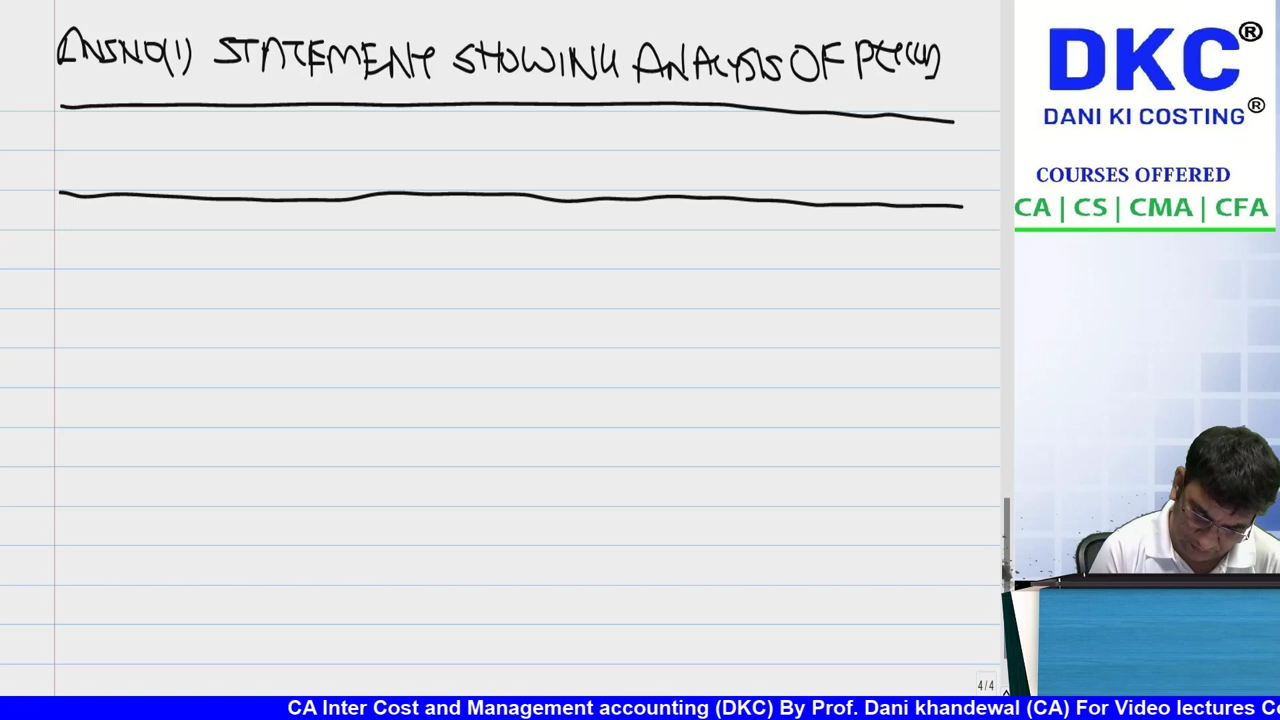 ANSNO(1) STATEMENT SHOWING ANALYSIS OF
DKC®
DANI KI COSTING®
COURSES OFFERED
CA | CS | CMA | CFA
4/4
CA Inter Cost and Management accounting (DKC) By Prof. Dani khandewal (CA) For Video lectures